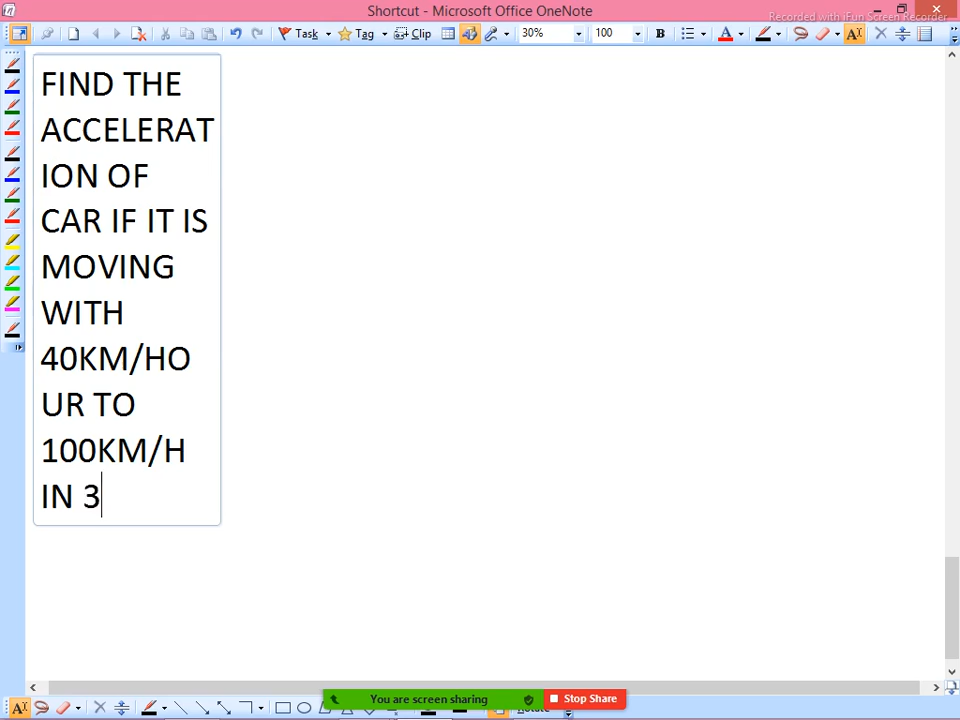 Shortcut - Microsoft Office OneNote
Recorded with iFun Screen Recorder
Task Tag Clip 30% 100 B A A
FIND THE
ACCELERAT
ION OF
CAR IF IT IS
MOVING
WITH
40KM/HO
UR TO
100KM/H
IN 3
You are screen sharing Stop Share
A Rotate